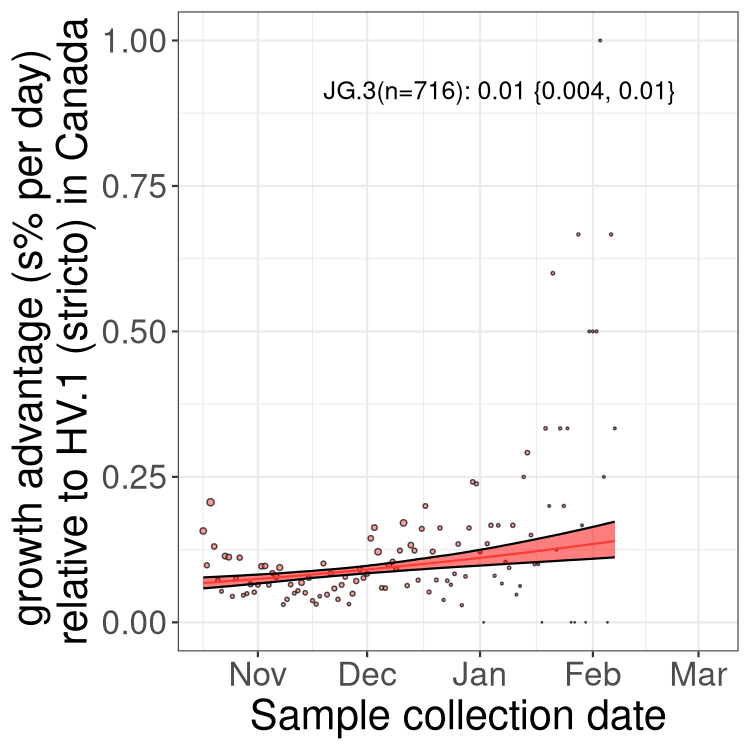 growth advantage (s% per day)
relative to HV.1 (stricto) in Canada
1.00
0.75
0.50
0.25
0.00
JG.3(n=716): 0.01 {0.004, 0.01}
Nov Dec Jan Feb Mar
Sample collection date